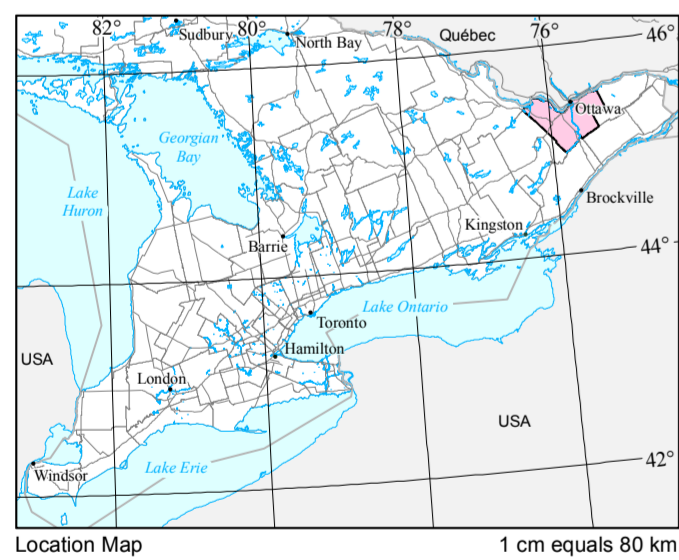 82°
80°
78°
76°
46°
Sudbury
North Bay
Québec
Ottawa
Georgian
Bay
Lake
Huron
Brockville
Kingston
Barrie
44°
Lake Ontario
Toronto
Hamilton
USA
London
USA
42°
Lake Erie
Windsor
Location Map
1 cm equals 80 km